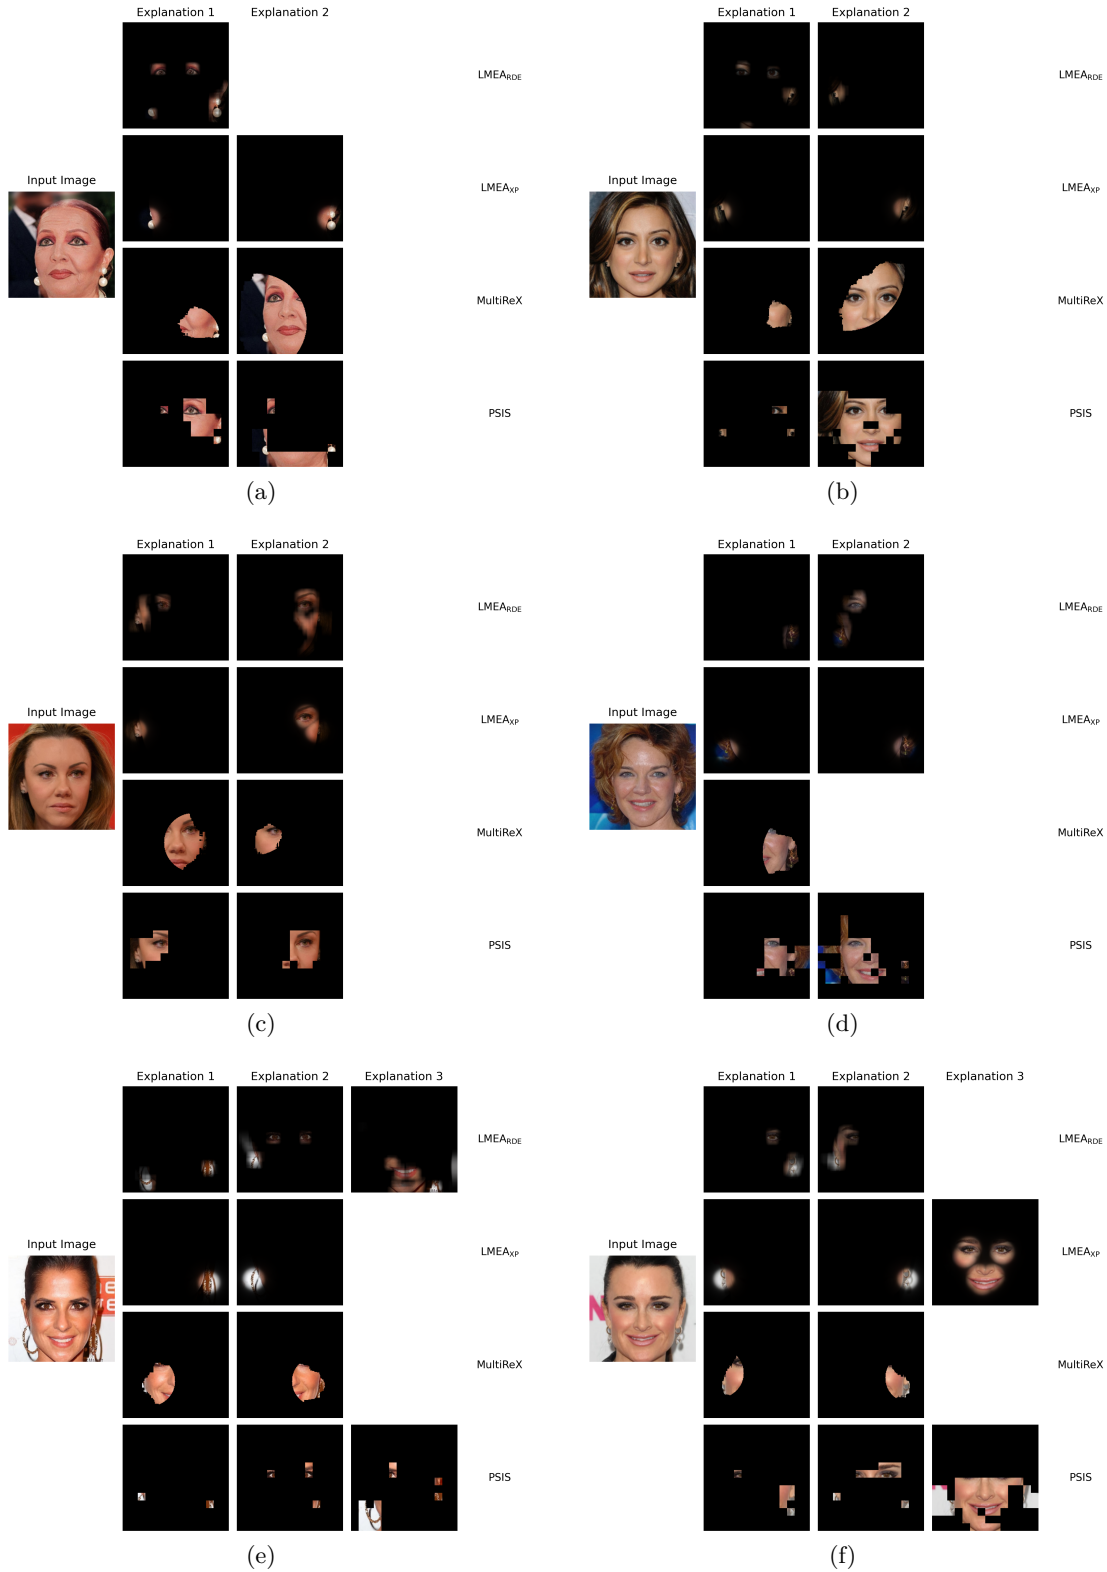 Explanation 1 Explanation 2
LMEA_RDE
LMEA_XP
Input Image
MultiReX
PSIS
(a)
Explanation 1 Explanation 2
LMEA_RDE
LMEA_XP
Input Image
MultiReX
PSIS
(b)
Explanation 1 Explanation 2
LMEA_RDE
LMEA_XP
Input Image
MultiReX
PSIS
(c)
Explanation 1 Explanation 2
LMEA_RDE
LMEA_XP
Input Image
MultiReX
PSIS
(d)
Explanation 1 Explanation 2 Explanation 3
LMEA_RDE
LMEA_XP
Input Image
MultiReX
PSIS
(e)
Explanation 1 Explanation 2 Explanation 3
LMEA_RDE
LMEA_XP
Input Image
MultiReX
PSIS
(f)